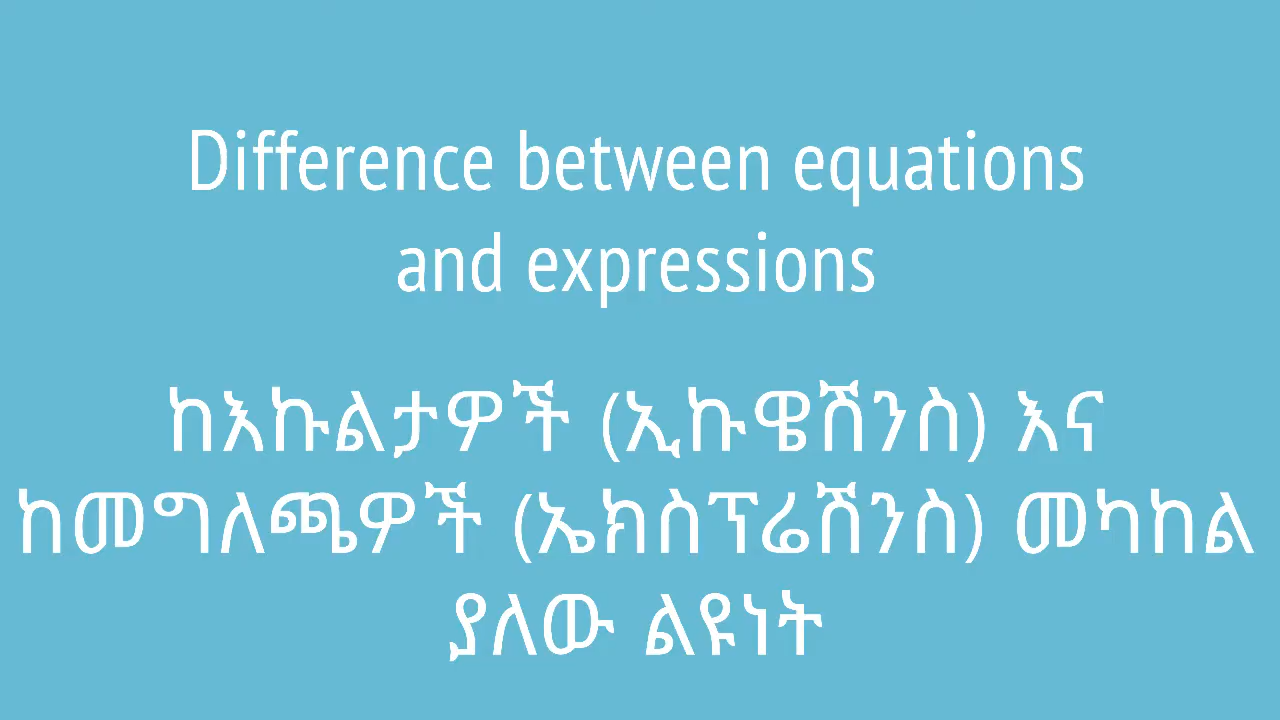 Difference between equations
and expressions
ከእኩልታዎች (ኢኩዌሽንስ) እና
ከመግለጫዎች (ኤክስፕሬሽንስ) መካከል
ያለው ልዩነት